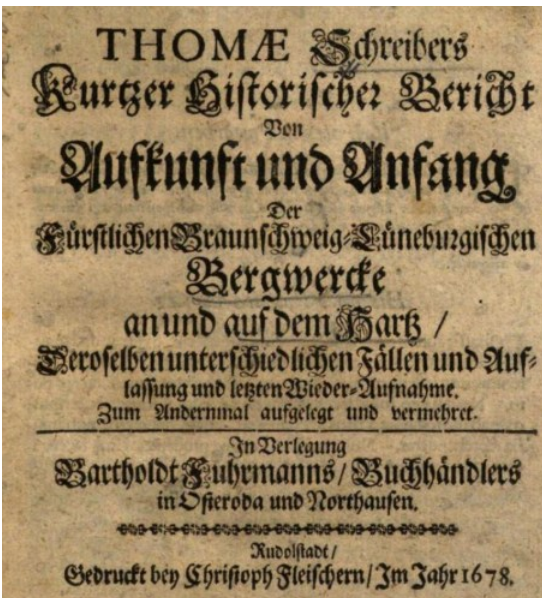 THOMÆ Schreibers
Kurtzer Historischer Bericht
Von
Aufkunft und Anfang
Der
Fürstlichen Braunschweig-Lüneburgischen
Bergwercke
an und auf dem Hartz /
Deroselben unterschiedlichen Fällen und Auf-
lassung und letzten Wieder-Aufnahme.
Zum Andernmal aufgelegt und vermehret.
In Verlegung
Bartholdt Fuhrmanns / Buchhändlers
in Osteroda und Northausen.
Rudolstadt /
Gedruckt bey Christoph Fleischern / Im Jahr 1678.